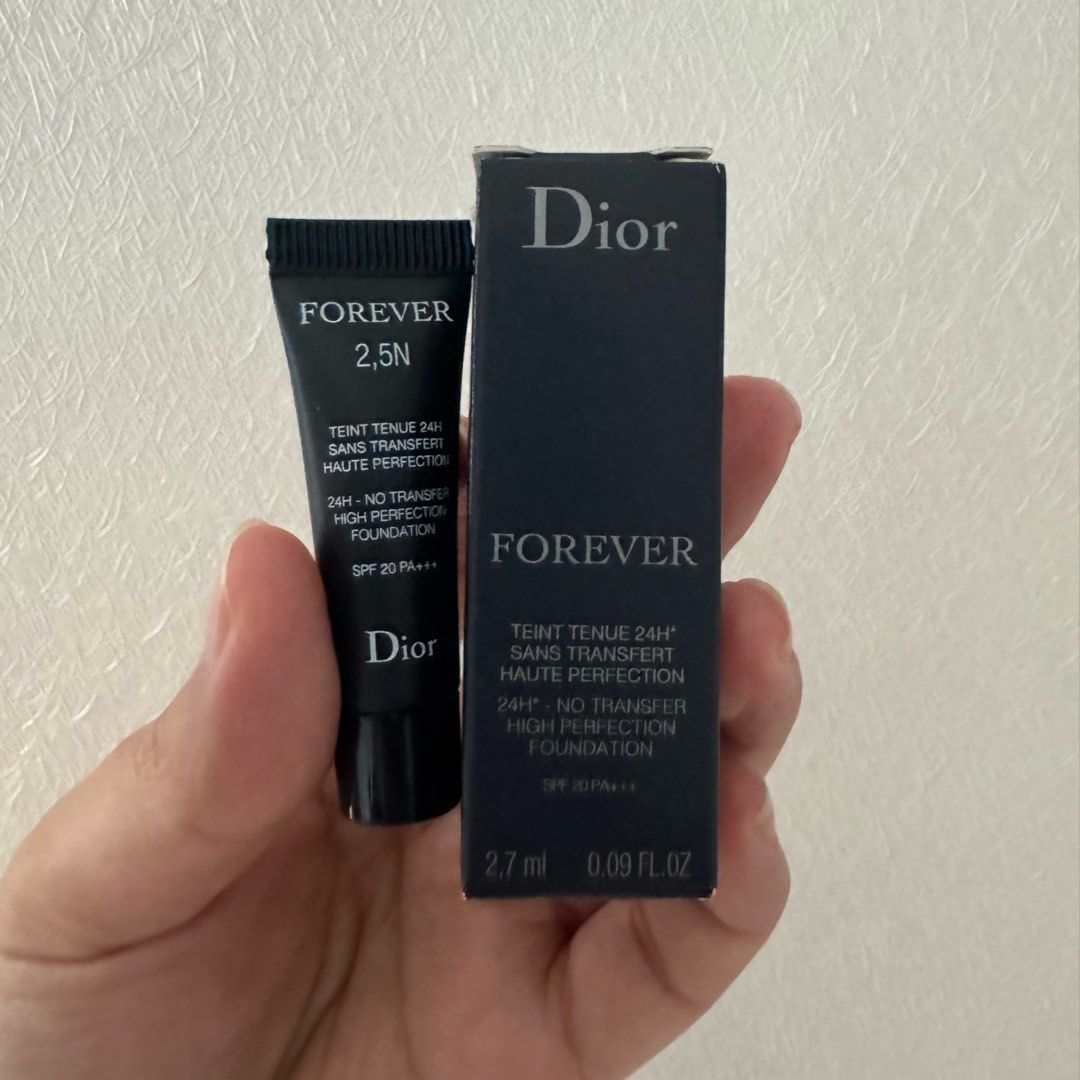 FOREVER
2,5N
TEINT TENUE 24H
SANS TRANSFERT
HAUTE PERFECTION
24H - NO TRANSFER
HIGH PERFECTION
FOUNDATION
SPF 20 PA+++
Dior
Dior
FOREVER
TEINT TENUE 24H*
SANS TRANSFERT
HAUTE PERFECTION
24H* - NO TRANSFER
HIGH PERFECTION
FOUNDATION
SPF 20 PA+++
2,7 ml 0.09 FL.OZ